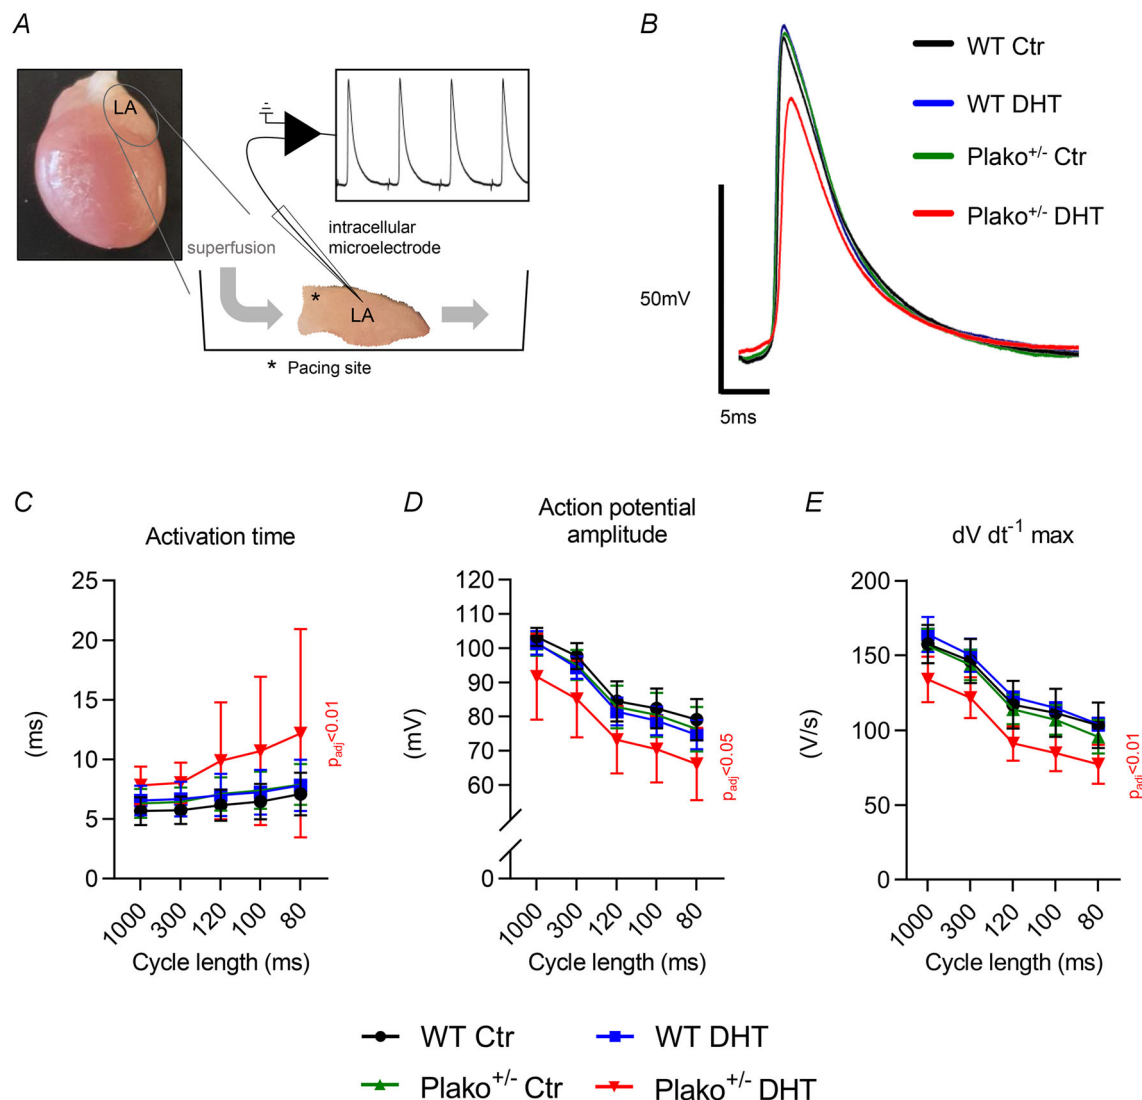 A
LA
superfusion
intracellular
microelectrode
*
LA
* Pacing site
B
WT Ctr
WT DHT
Plako+/- Ctr
Plako+/- DHT
50mV
5ms
C
Activation time
(ms)
25
20
15
10
5
0
1000
300
120
100
80
Cycle length (ms)
padj<0.01
D
Action potential
amplitude
(mV)
120
110
100
90
80
70
60
0
1000
300
120
100
80
Cycle length (ms)
padj<0.05
E
dV dt-1 max
(V/s)
200
150
100
50
0
1000
300
120
100
80
Cycle length (ms)
padj<0.01
WT Ctr
WT DHT
Plako+/- Ctr
Plako+/- DHT